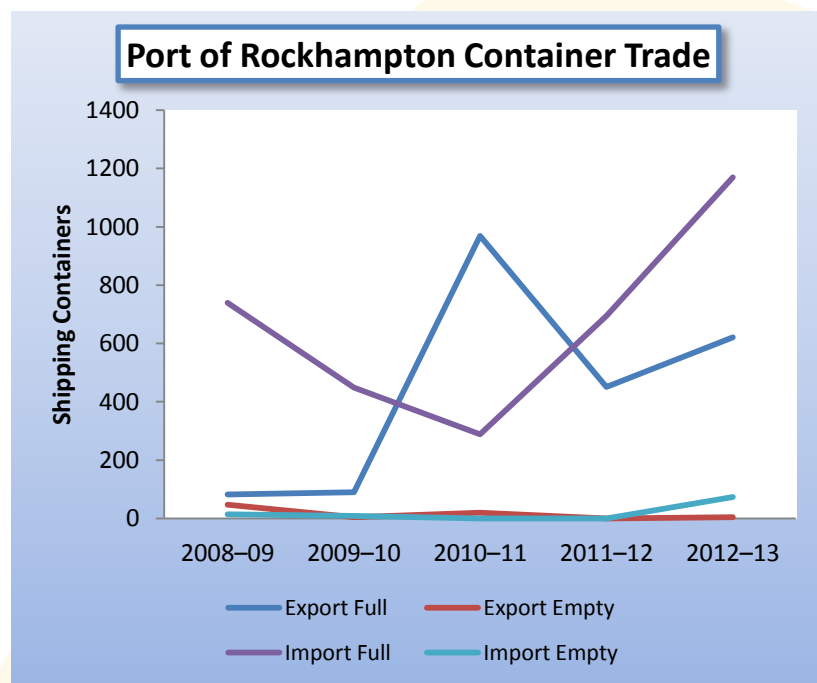 Port of Rockhampton Container Trade
Shipping Containers
1400
1200
1000
800
600
400
200
0
2008–09 2009–10 2010–11 2011–12 2012–13
Export Full Export Empty
Import Full Import Empty